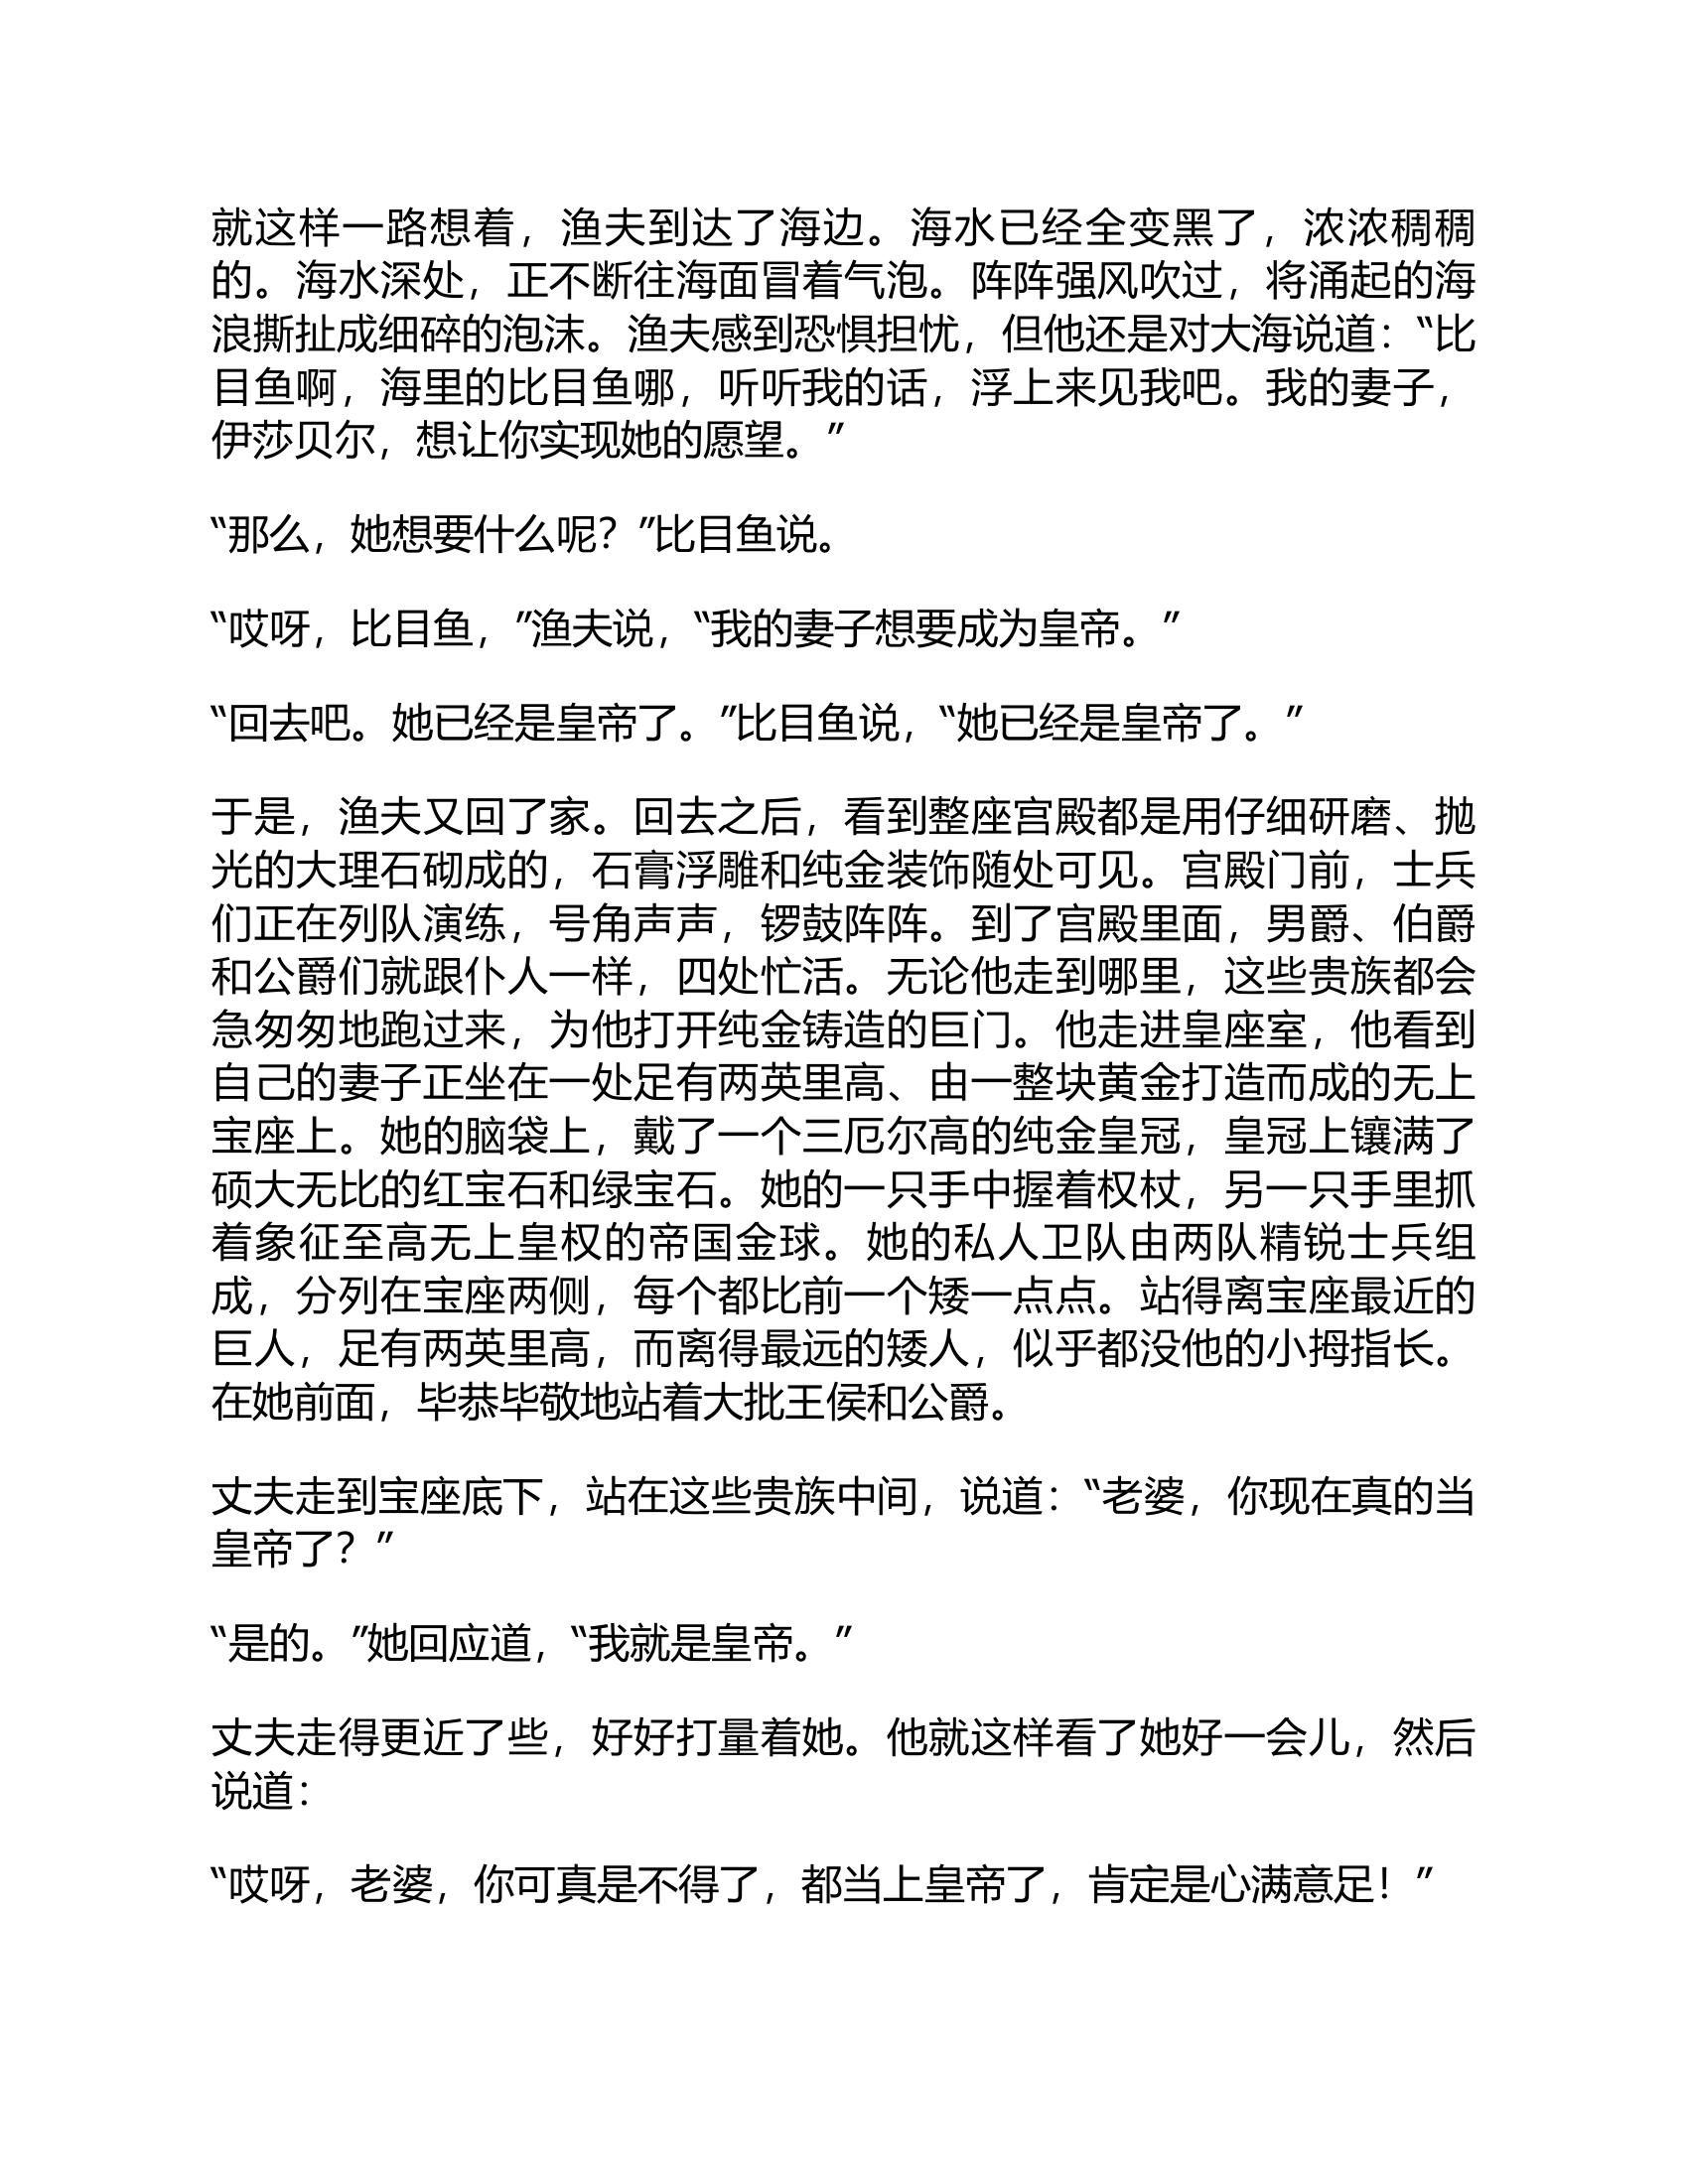 就这样一路想着，渔夫到达了海边。海水已经全变黑了，浓浓稠稠
的。海水深处，正不断往海面冒着气泡。阵阵强风吹过，将涌起的海
浪撕扯成细碎的泡沫。渔夫感到恐惧担忧，但他还是对大海说道：“比
目鱼啊，海里的比目鱼哪，听听我的话，浮上来见我吧。我的妻子，
伊莎贝尔，想让你实现她的愿望。”
“那么，她想要什么呢？”比目鱼说。
“哎呀，比目鱼，”渔夫说，“我的妻子想要成为皇帝。”
“回去吧。她已经是皇帝了。”比目鱼说，“她已经是皇帝了。”
于是，渔夫又回了家。回去之后，看到整座宫殿都是用仔细研磨、抛
光的大理石砌成的，石膏浮雕和纯金装饰随处可见。宫殿门前，士兵
们正在列队演练，号角声声，锣鼓阵阵。到了宫殿里面，男爵、伯爵
和公爵们就跟仆人一样，四处忙活。无论他走到哪里，这些贵族都会
急匆匆地跑过来，为他打开纯金铸造的巨门。他走进皇座室，他看到
自己的妻子正坐在一处足有两英里高、由一整块黄金打造而成的无上
宝座上。她的脑袋上，戴了一个三厄尔高的纯金皇冠，皇冠上镶满了
硕大无比的红宝石和绿宝石。她的一只手中握着权杖，另一只手里抓
着象征至高无上皇权的帝国金球。她的私人卫队由两队精锐士兵组
成，分列在宝座两侧，每个都比前一个矮一点点。站得离宝座最近的
巨人，足有两英里高，而离得最远的矮人，似乎都没他的小拇指长。
在她前面，毕恭毕敬地站着大批王侯和公爵。
丈夫走到宝座底下，站在这些贵族中间，说道：“老婆，你现在真的当
皇帝了？”
“是的。”她回应道，“我就是皇帝。”
丈夫走得更近了些，好好打量着她。他就这样看了她好一会儿，然后
说道：
“哎呀，老婆，你可真是不得了，都当上皇帝了，肯定是心满意足！”